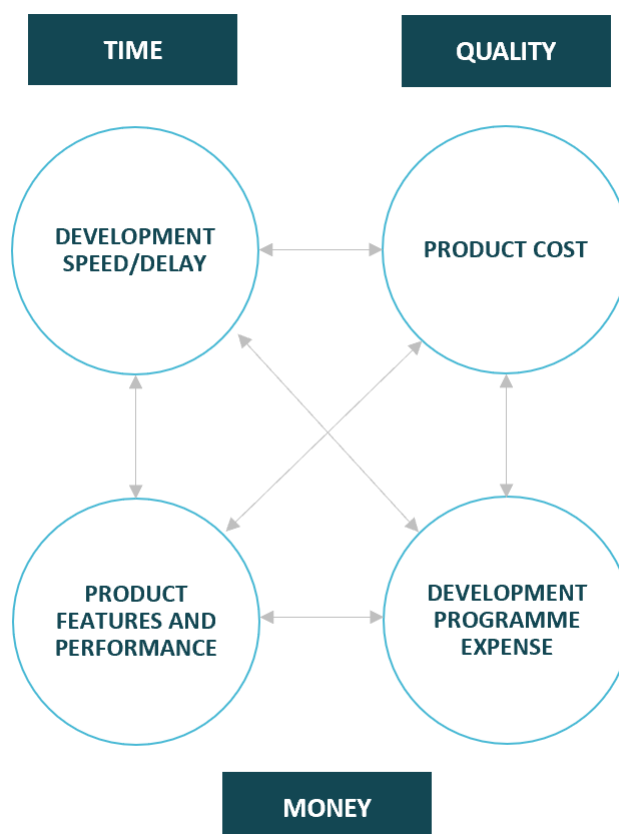 TIME
QUALITY
DEVELOPMENT
SPEED/DELAY
PRODUCT COST
PRODUCT
FEATURES AND
PERFORMANCE
DEVELOPMENT
PROGRAMME
EXPENSE
MONEY